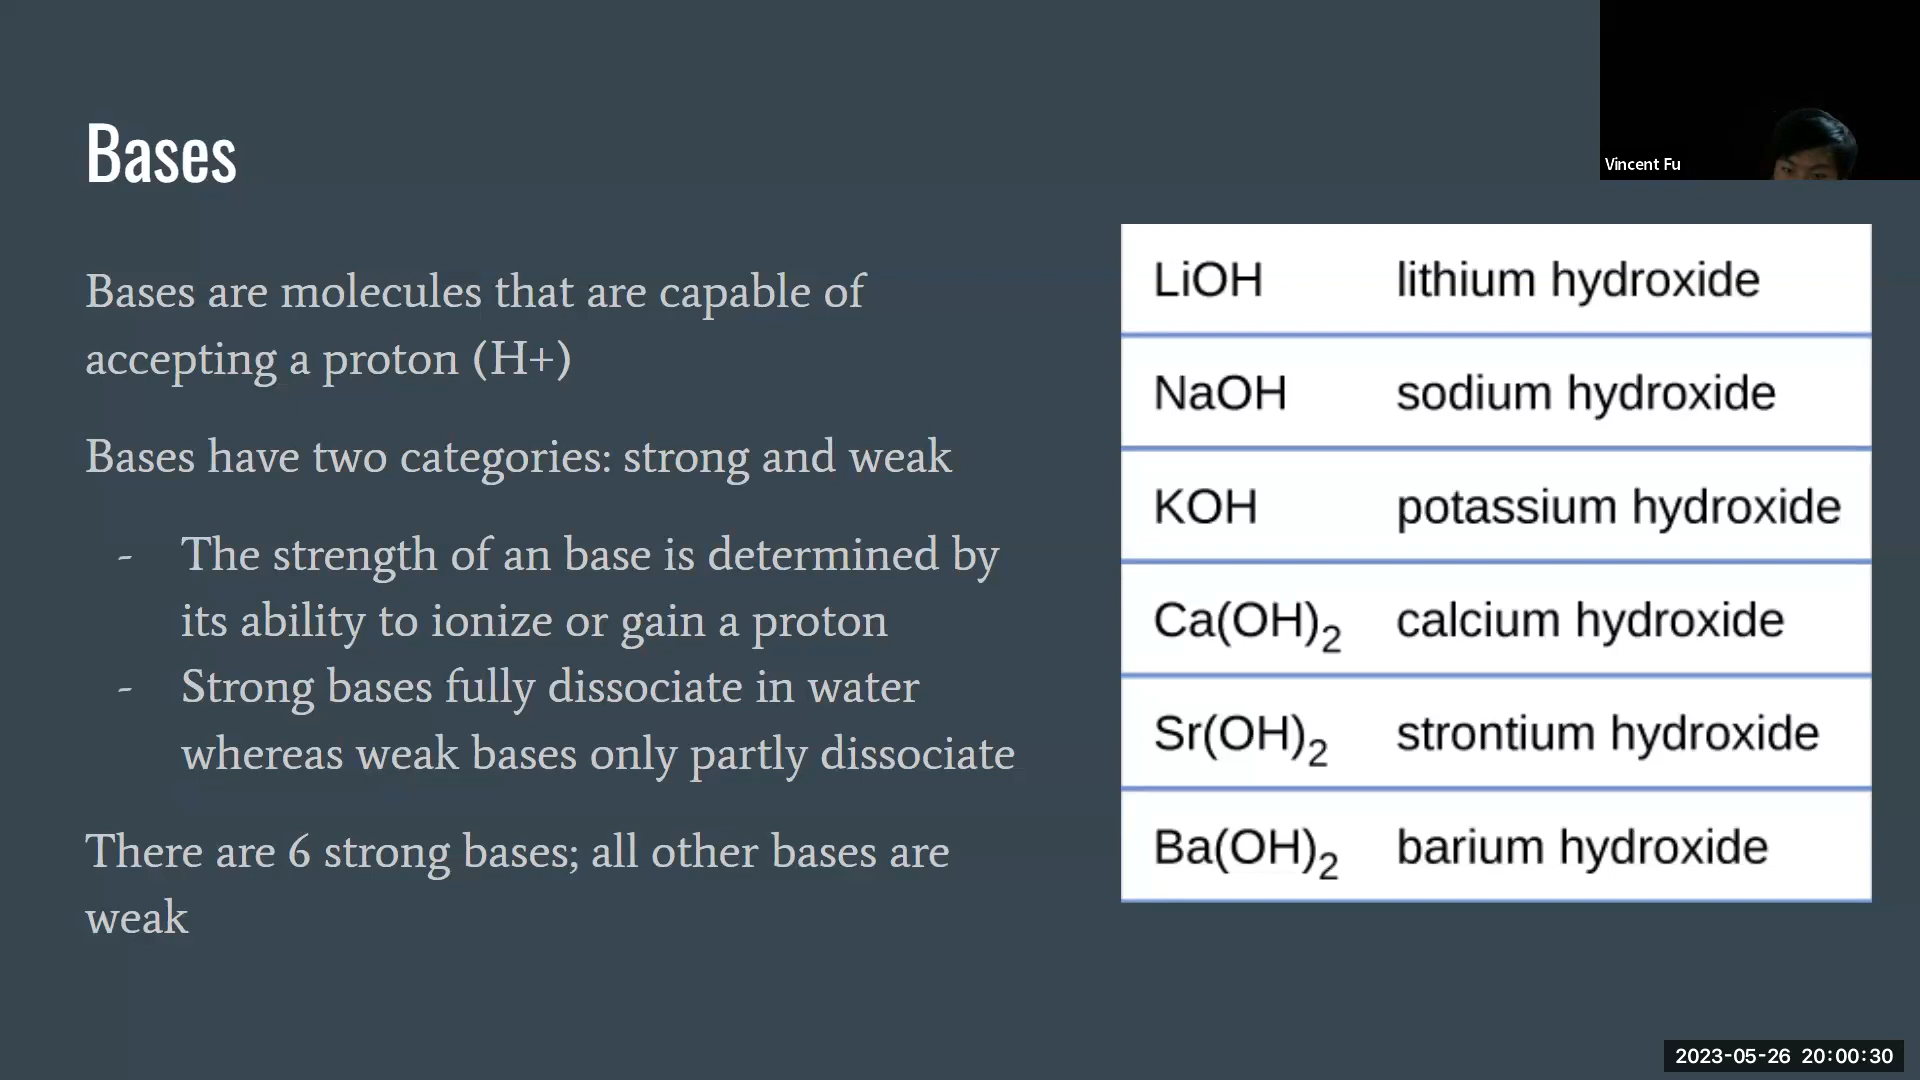 Bases
Vincent Fu
Bases are molecules that are capable of
accepting a proton (H+)
Bases have two categories: strong and weak
- The strength of an base is determined by
its ability to ionize or gain a proton
- Strong bases fully dissociate in water
whereas weak bases only partly dissociate
There are 6 strong bases; all other bases are
weak
LiOH lithium hydroxide
NaOH sodium hydroxide
KOH potassium hydroxide
Ca(OH)₂ calcium hydroxide
Sr(OH)₂ strontium hydroxide
Ba(OH)₂ barium hydroxide
2023-05-26 20:00:30